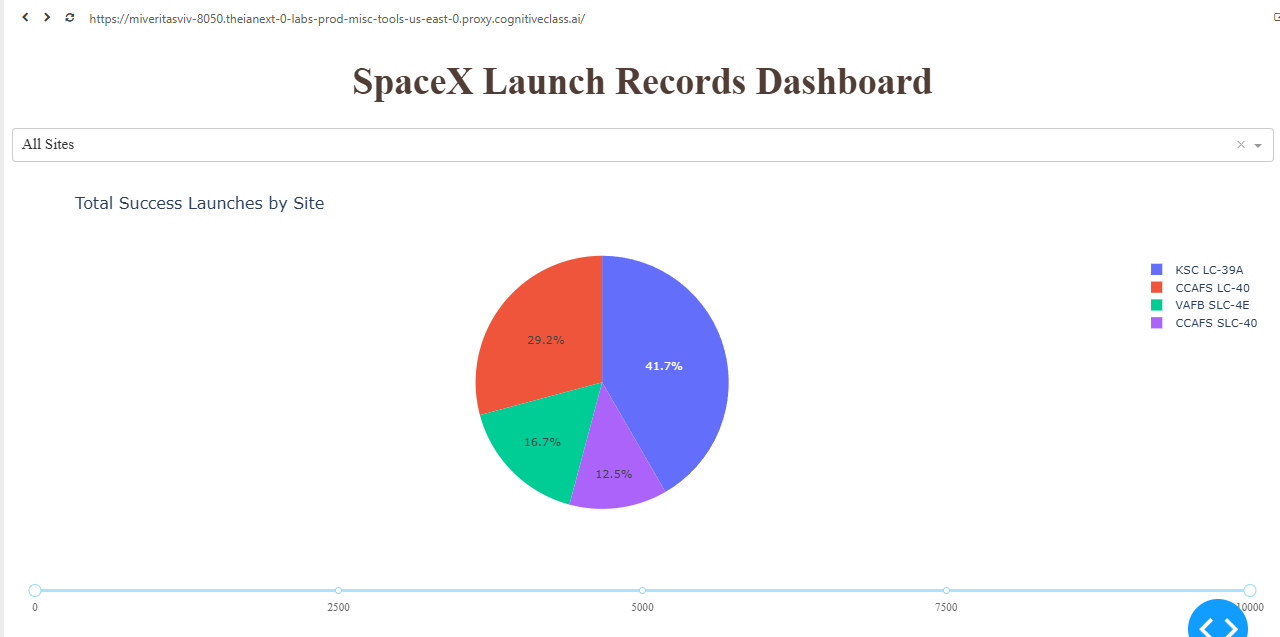 https://miveritasviv-8050.theianext-0-labs-prod-misc-tools-us-east-0.proxy.cognitiveclass.ai/
SpaceX Launch Records Dashboard
All Sites
Total Success Launches by Site
KSC LC-39A
CCAFS LC-40
VAFB SLC-4E
CCAFS SLC-40
29.2%
41.7%
16.7%
12.5%
0
2500
5000
7500
10000